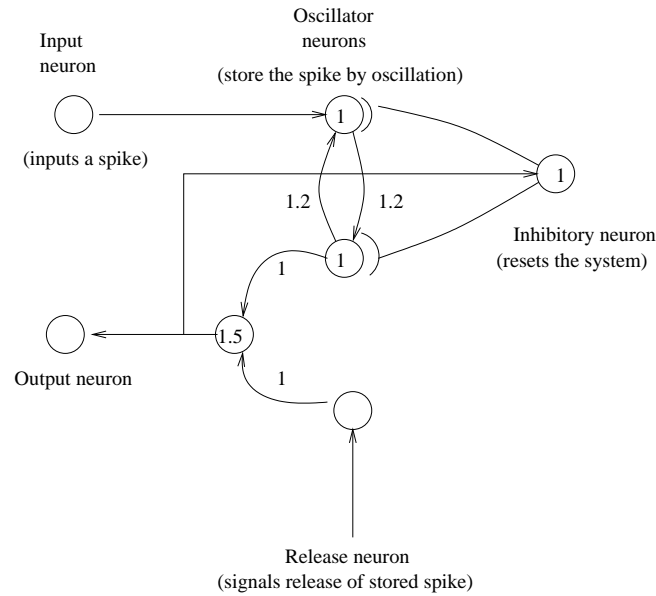 Oscillator
neurons
(store the spike by oscillation)
Input
neuron
(inputs a spike)
1
1
1.2
1.2
Inhibitory neuron
(resets the system)
1
1
1.5
Output neuron
1
Release neuron
(signals release of stored spike)